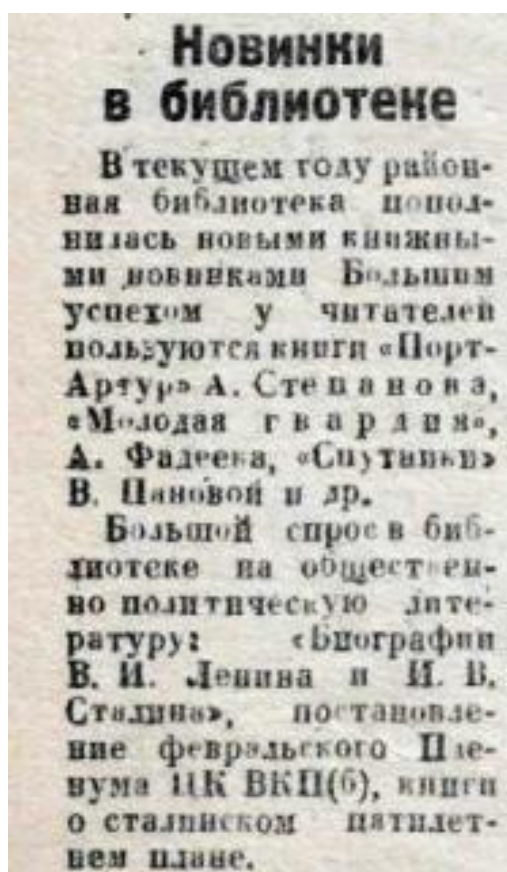 Новинки
в библиотеке
В текущем году район-
ная библиотека попол-
нилась новыми книжны-
ми новинками Большим
успехом у читателей
пользуются книги «Порт-
Артур» А. Степанова,
«Молодая гвардия»,
А. Фадеева, «Спутники»
В. Пановой и др.
Большой спрос в биб-
лиотеке на обществен-
но политическую лите-
ратуру: «Биографии
В. И. Ленина и И. В.
Сталина», постановле-
ние февральского Пле-
нума ЦК ВКП(б), книги
о сталинском пятилет-
нем плане.